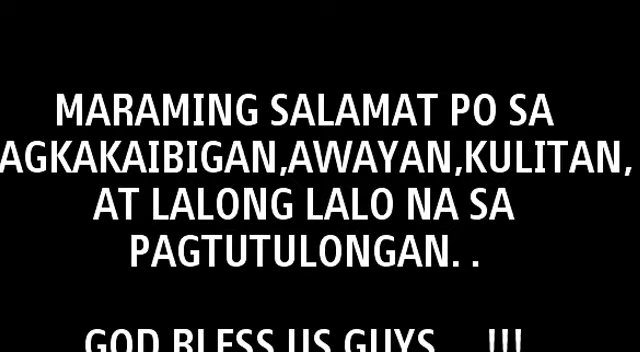 MARAMING SALAMAT PO SA
AGKAKAIBIGAN,AWAYAN,KULITAN,
AT LALONG LALO NA SA
PAGTUTULONGAN. .
GOD BLESS US GUYS . . !!!